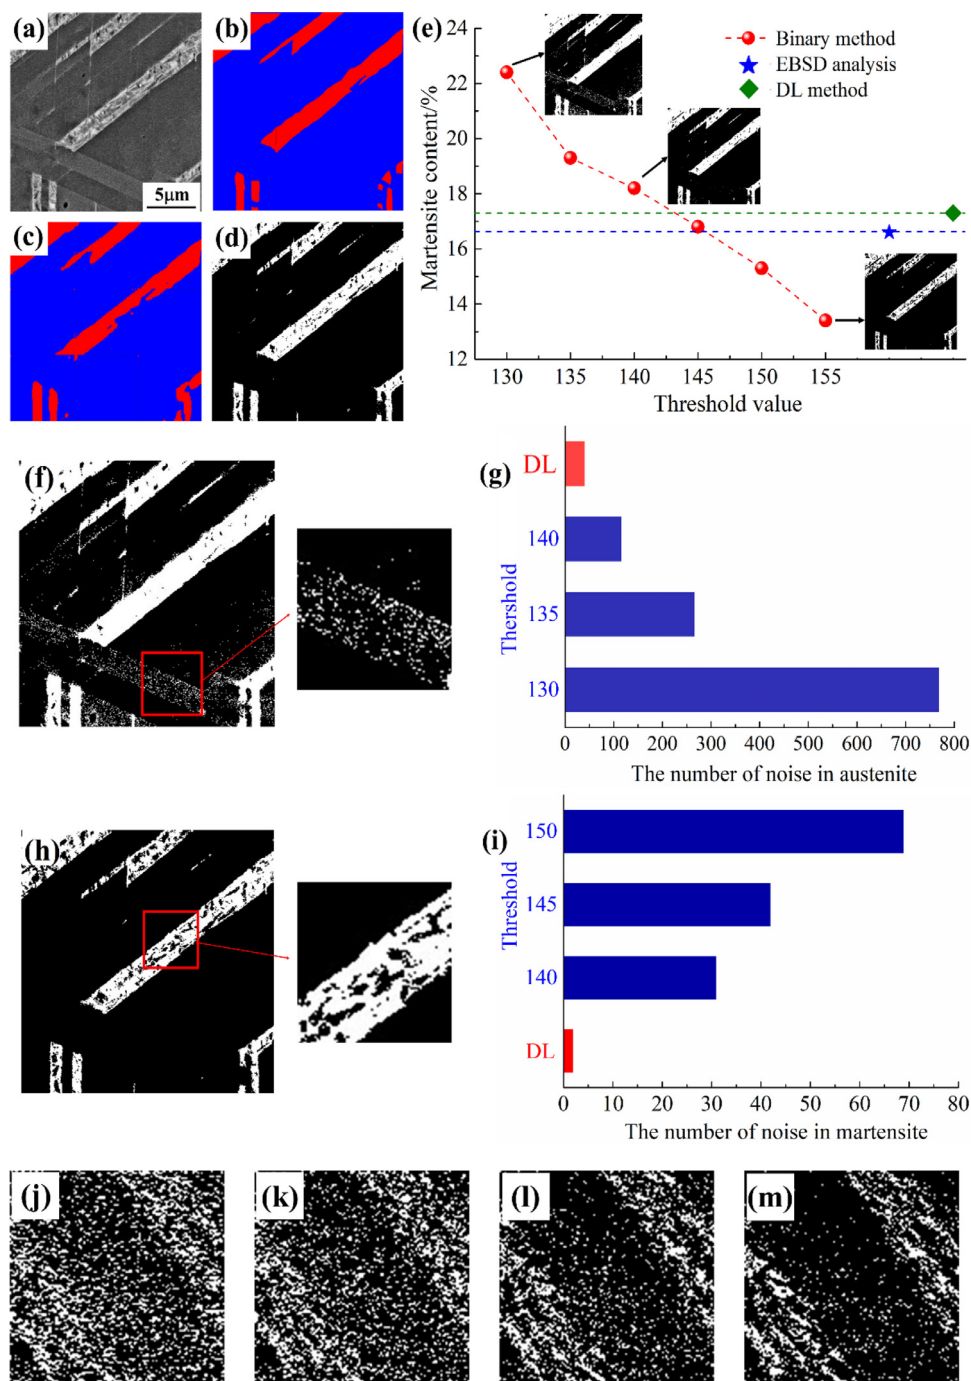 (a)
5μm
(b)
(c)
(d)
(e)
24
22
20
18
16
14
12
Martensite content/%
Binary method
EBSD analysis
DL method
130 135 140 145 150 155
Threshold value
(f)
(g)
DL
140
135
130
Thershold
0 100 200 300 400 500 600 700 800
The number of noise in austenite
(h)
(i)
150
145
140
DL
Threshold
0 10 20 30 40 50 60 70 80
The number of noise in martensite
(j)
(k)
(l)
(m)